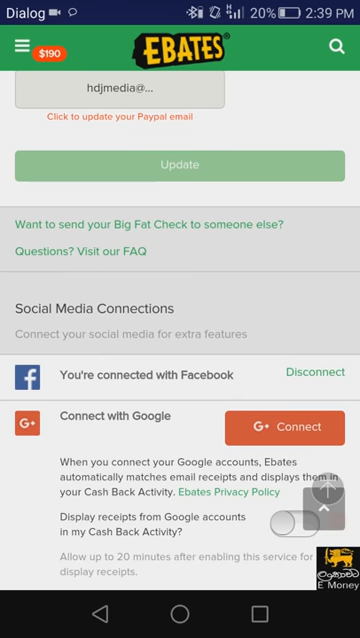 Dialog 20% 2:39 PM
$190
EBATES®
hdjmedia@...
Click to update your Paypal email
Update
Want to send your Big Fat Check to someone else?
Questions? Visit our FAQ
Social Media Connections
Connect your social media for extra features
f
You're connected with Facebook
Disconnect
G+
Connect with Google
G+ Connect
When you connect your Google accounts, Ebates
automatically matches email receipts and displays them in
your Cash Back Activity. Ebates Privacy Policy
Display receipts from Google accounts
in my Cash Back Activity?
Allow up to 20 minutes after enabling this service for
display receipts.
E Money